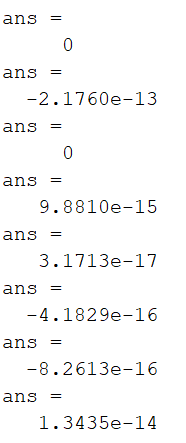 ans =
0
ans =
-2.1760e-13
ans =
0
ans =
9.8810e-15
ans =
3.1713e-17
ans =
-4.1829e-16
ans =
-8.2613e-16
ans =
1.3435e-14